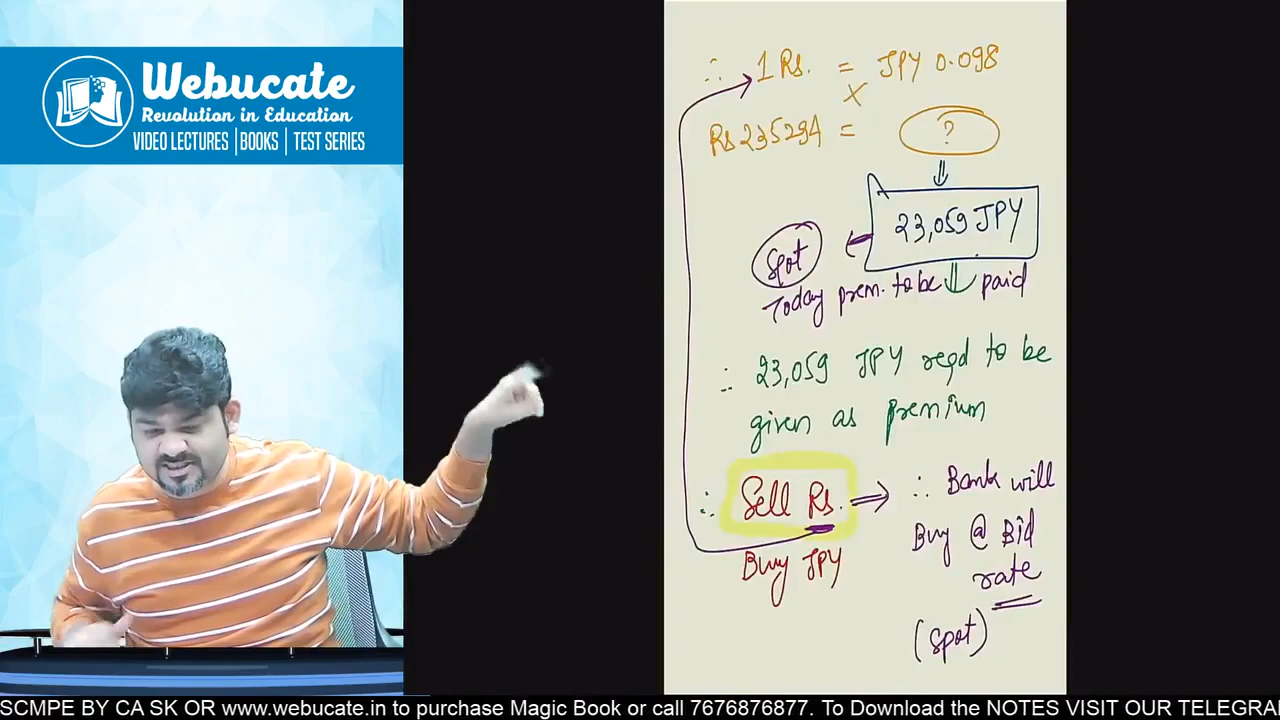 Webucate
Revolution in Education
VIDEO LECTURES | BOOKS | TEST SERIES
∴ 1 Rs. = JPY 0.098
x
Rs 235294 = ?
23,059 JPY
Spot
Today prem. to be paid
∴ 23,059 JPY reqd to be
given as premium
∴ Sell Rs. ⇒ ∴ Bank will
Buy @ Bid
Buy JPY
rate
(Spot)
SCMPE BY CA SK OR www.webucate.in to purchase Magic Book or call 7676876877. To Download the NOTES VISIT OUR TELEGRA